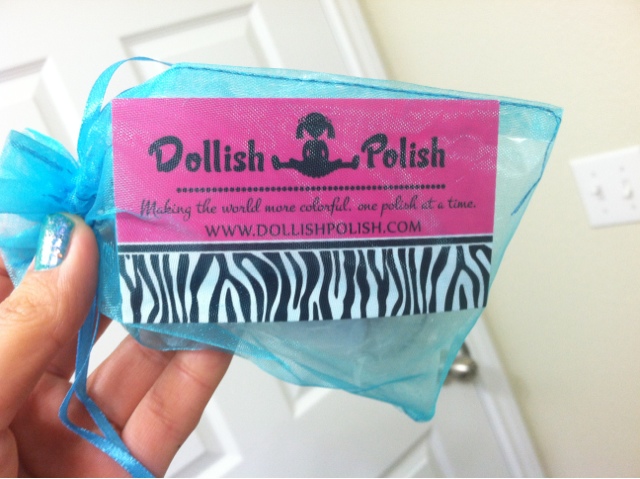 Dollish Polish
Making the world more colorful. one polish at a time.
WWW.DOLLISHPOLISH.COM